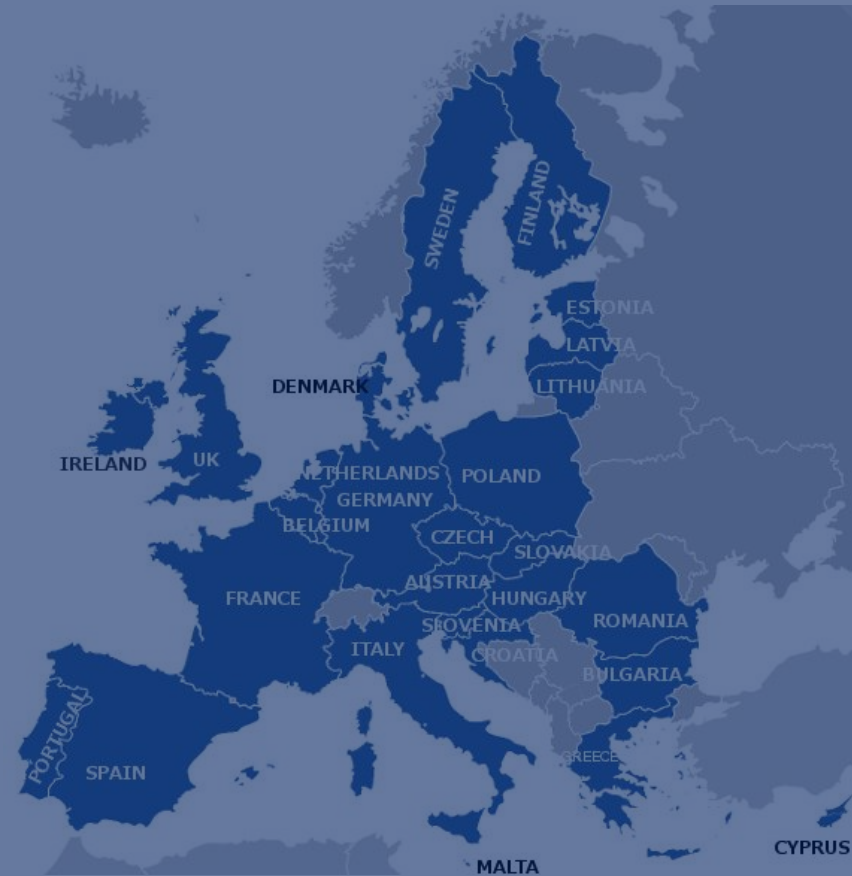 SWEDEN
FINLAND
ESTONIA
LATVIA
DENMARK
LITHUANIA
IRELAND
UK
NETHERLANDS
POLAND
GERMANY
BELGIUM
CZECH
SLOVAKIA
AUSTRIA
FRANCE
HUNGARY
SLOVENIA
ROMANIA
ITALY
CROATIA
BULGARIA
PORTUGAL
GREECE
SPAIN
CYPRUS
MALTA